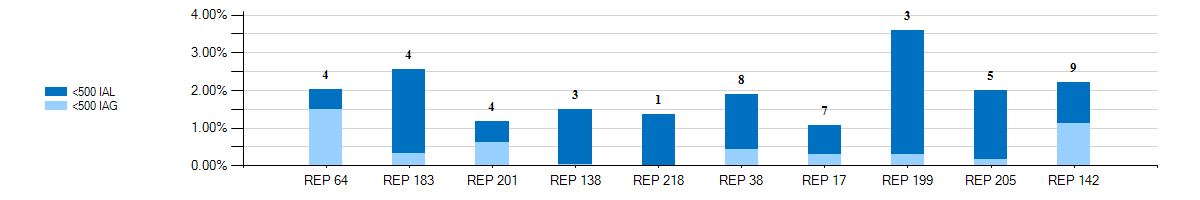 4.00%
3.00%
2.00%
1.00%
0.00%
<500 IAL
<500 IAG
4 4 4 3 1 8 7 3 5 9
REP 64 REP 183 REP 201 REP 138 REP 218 REP 38 REP 17 REP 199 REP 205 REP 142